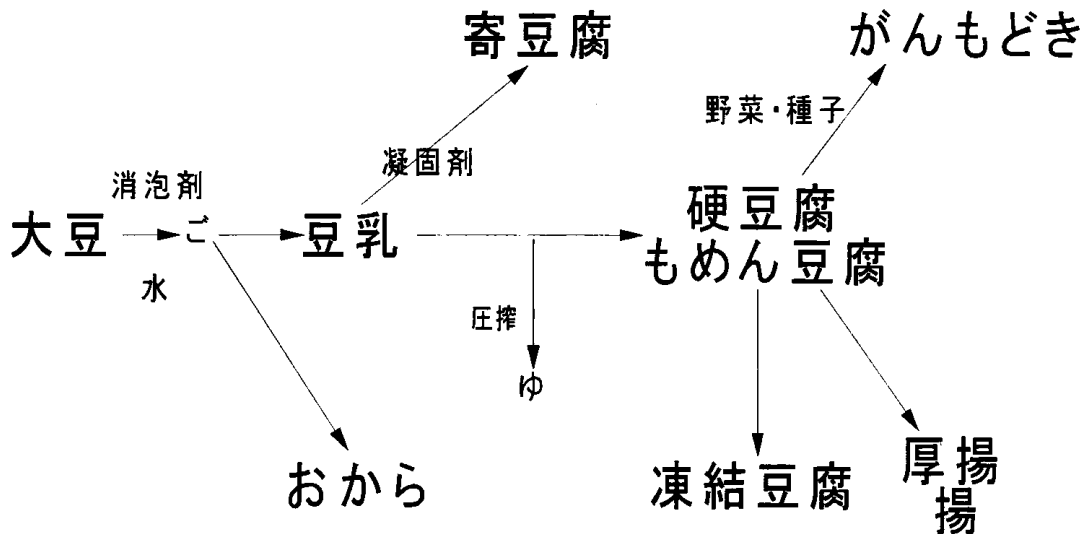 寄豆腐
がんもどき
野菜・種子
消泡剤
凝固剤
大豆
ご
豆乳
硬豆腐
もめん豆腐
水
圧搾
ゆ
おから
凍結豆腐
厚揚
揚